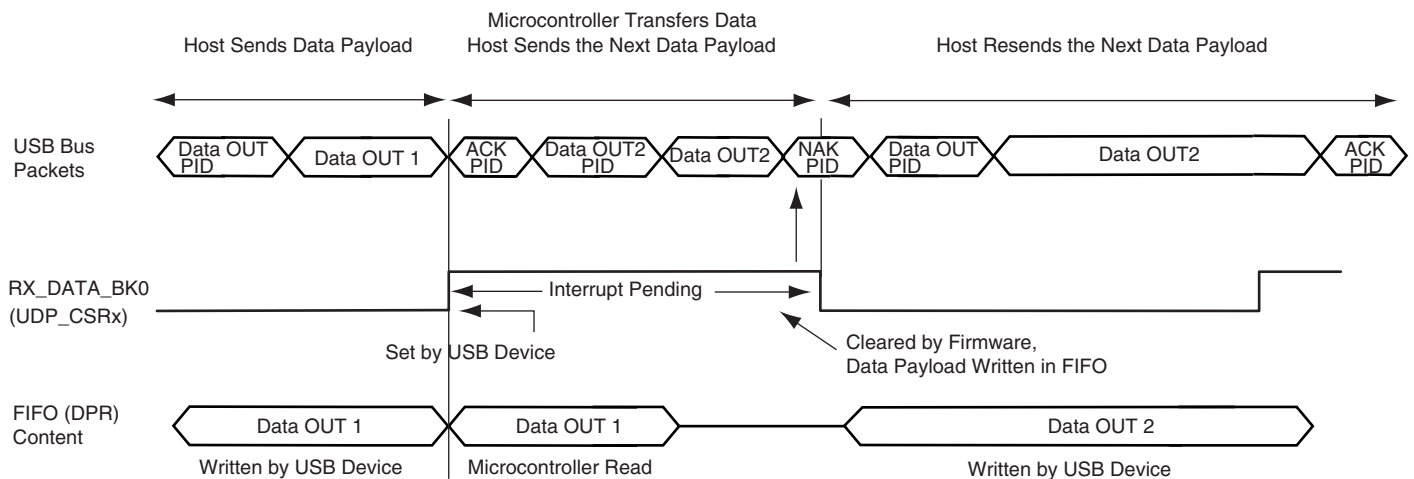 Microcontroller Transfers Data
Host Sends Data Payload
Host Sends the Next Data Payload
Host Resends the Next Data Payload
USB Bus
Packets
Data OUT
PID
Data OUT 1
ACK
PID
Data OUT2
PID
Data OUT2
NAK
PID
Data OUT
PID
Data OUT2
ACK
PID
RX_DATA_BK0
(UDP_CSRx)
Interrupt Pending
Set by USB Device
Cleared by Firmware,
Data Payload Written in FIFO
FIFO (DPR)
Content
Data OUT 1
Data OUT 1
Data OUT 2
Written by USB Device
Microcontroller Read
Written by USB Device